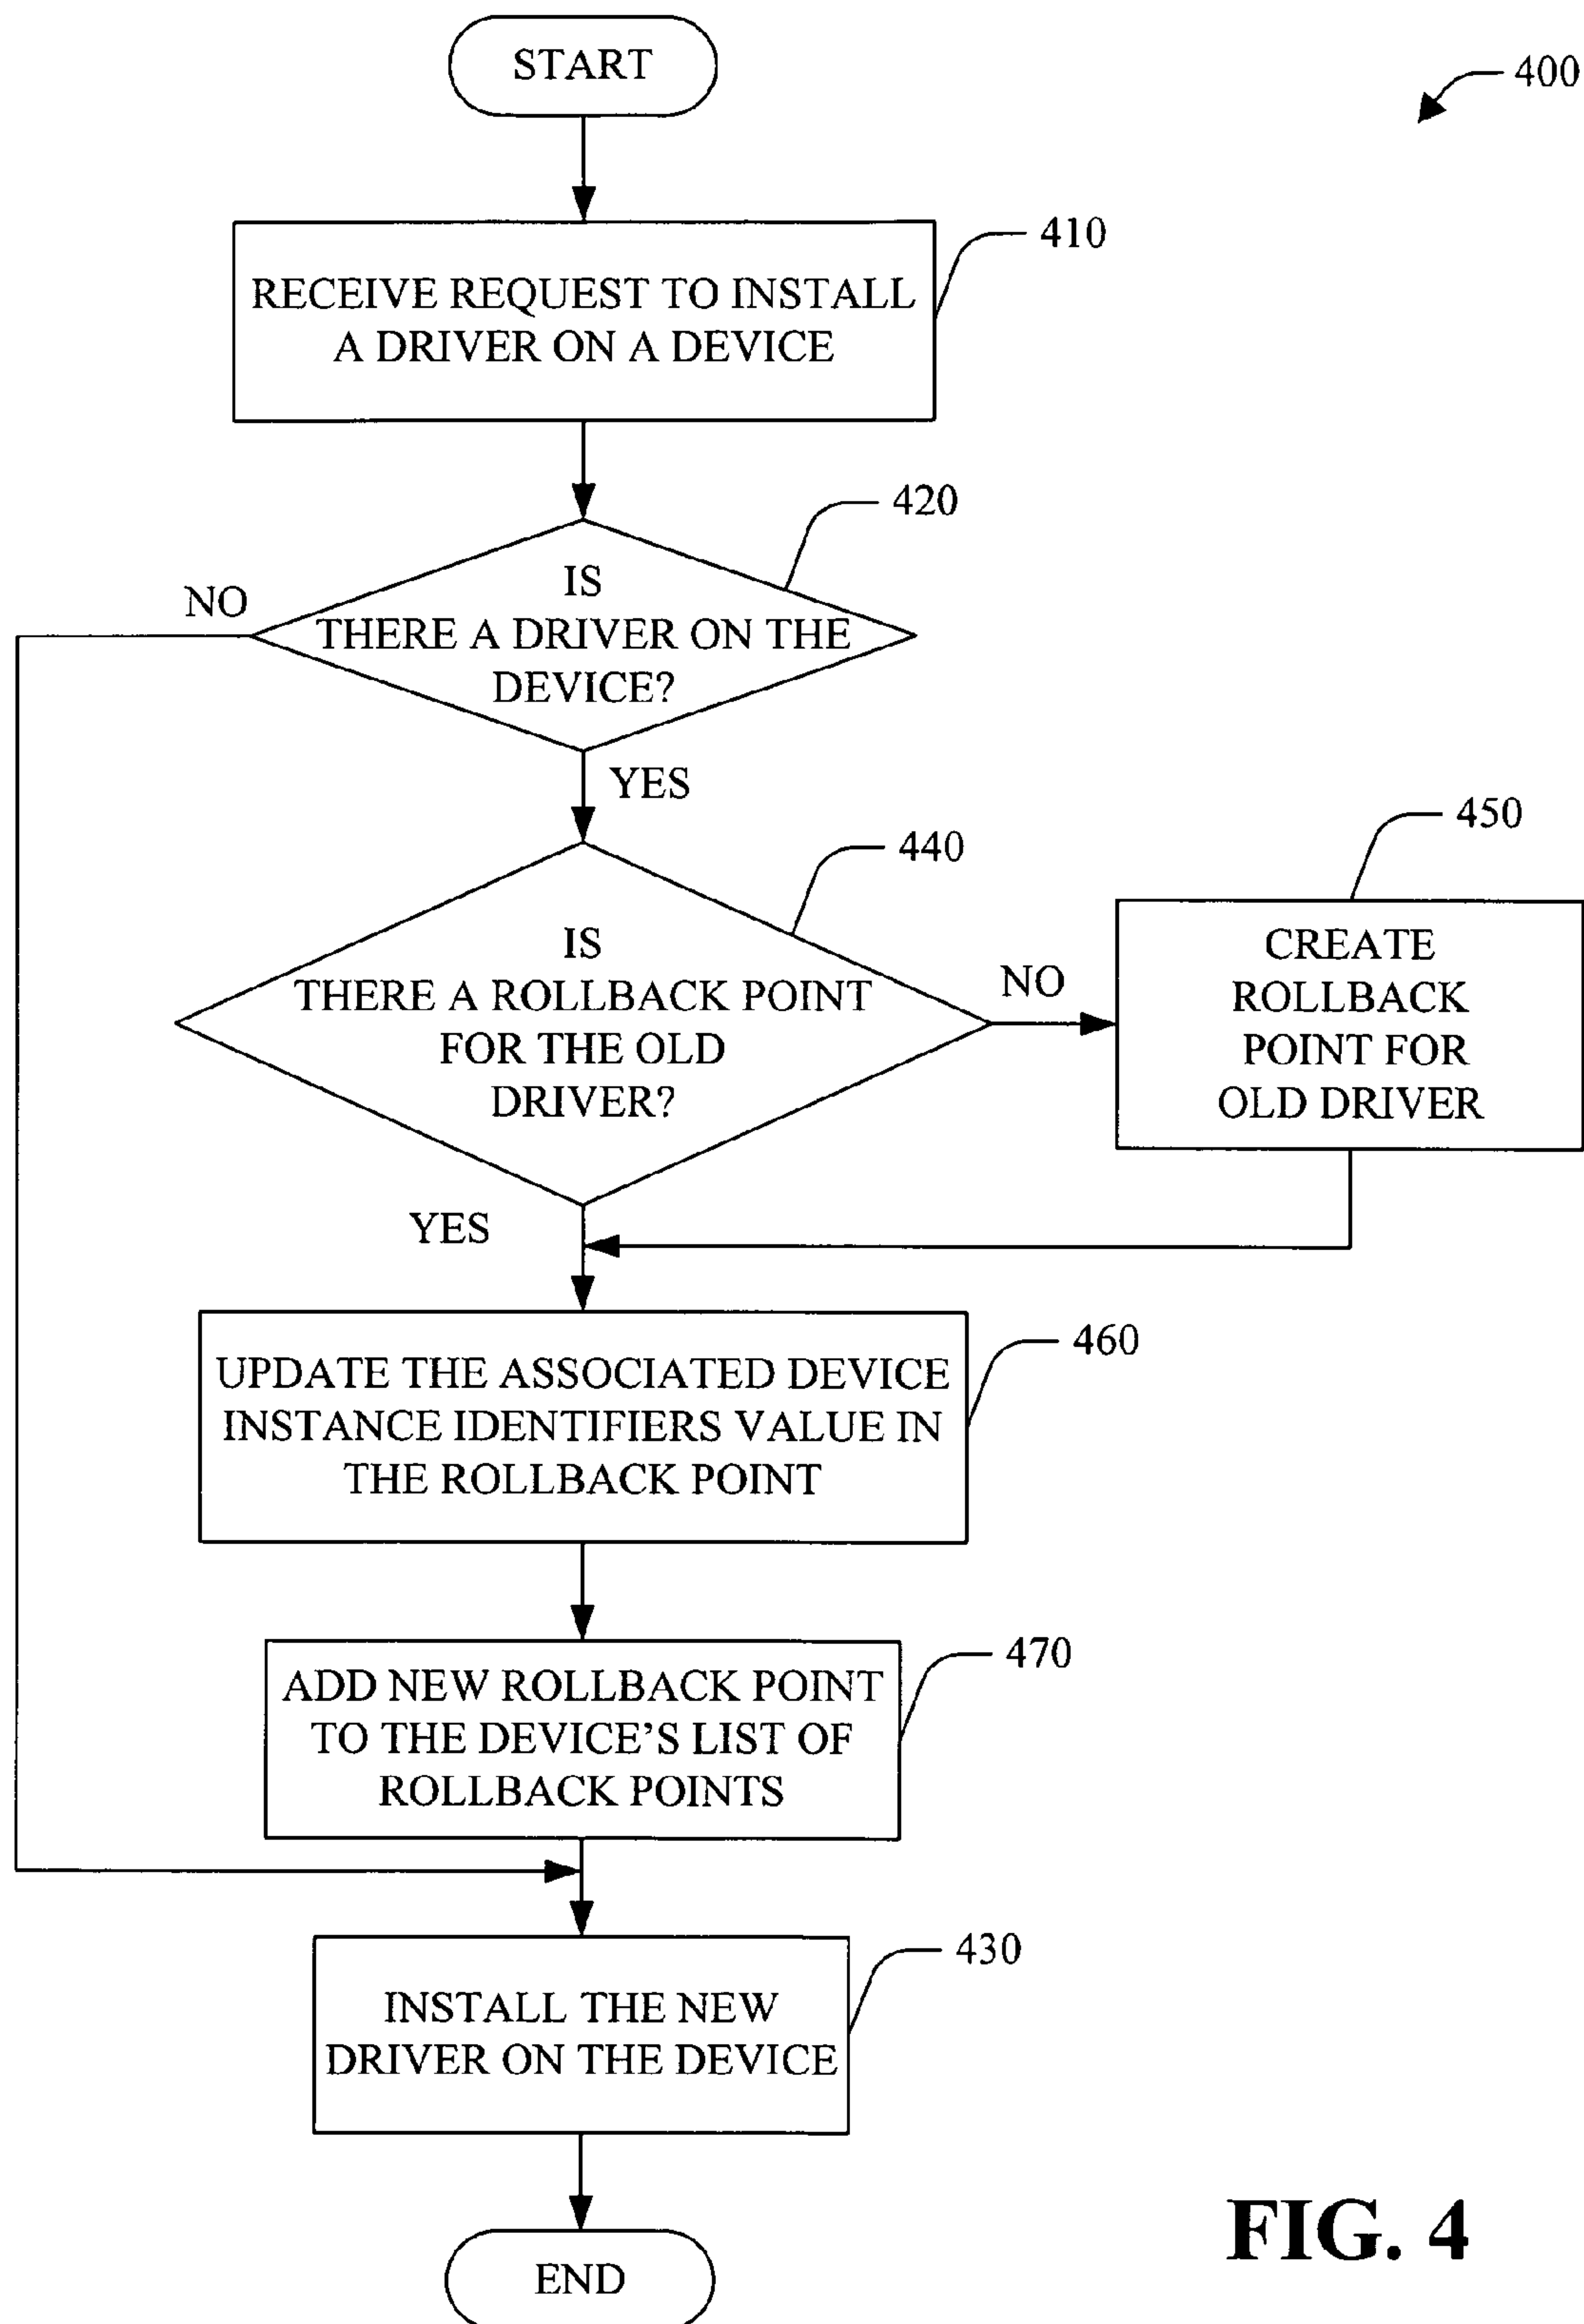 START
400
410
RECEIVE REQUEST TO INSTALL
A DRIVER ON A DEVICE
420
NO
IS
THERE A DRIVER ON THE
DEVICE?
YES
440
450
IS
THERE A ROLLBACK POINT
FOR THE OLD
DRIVER?
NO
CREATE
ROLLBACK
POINT FOR
OLD DRIVER
YES
460
UPDATE THE ASSOCIATED DEVICE
INSTANCE IDENTIFIERS VALUE IN
THE ROLLBACK POINT
470
ADD NEW ROLLBACK POINT
TO THE DEVICE'S LIST OF
ROLLBACK POINTS
430
INSTALL THE NEW
DRIVER ON THE DEVICE
END
FIG. 4